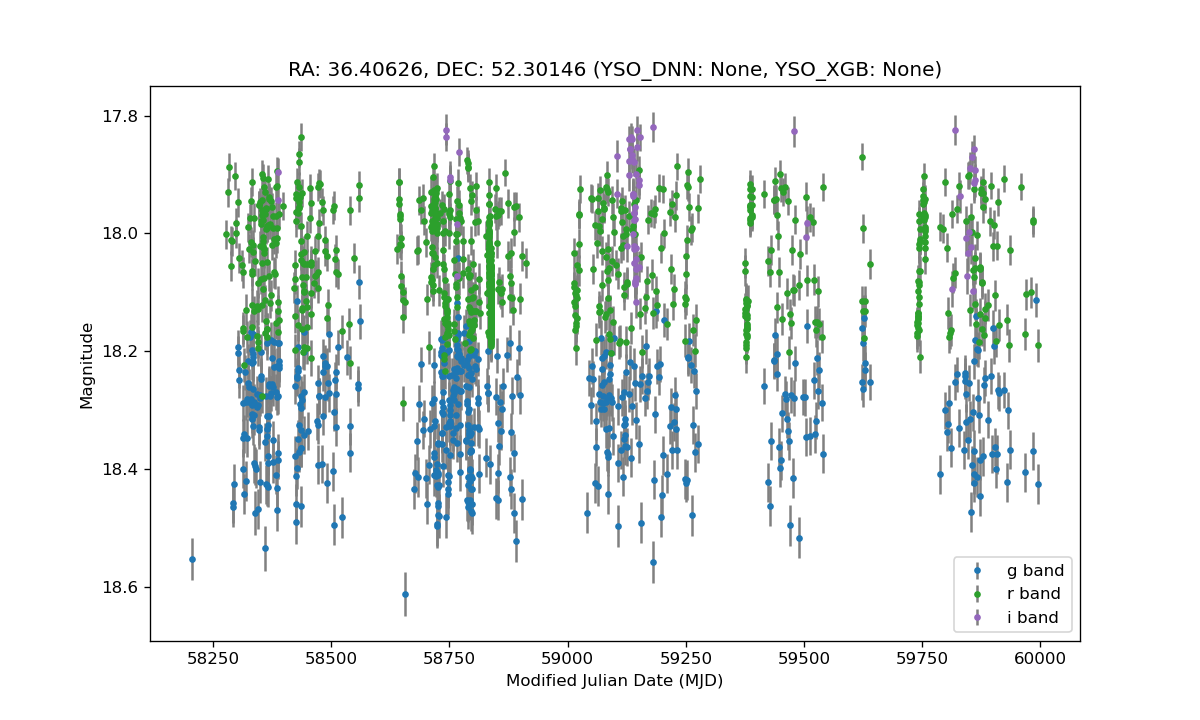 RA: 36.40626, DEC: 52.30146 (YSO_DNN: None, YSO_XGB: None)
17.8
18.0
18.2
18.4
18.6
Magnitude
58250 58500 58750 59000 59250 59500 59750 60000
Modified Julian Date (MJD)
g band
r band
i band